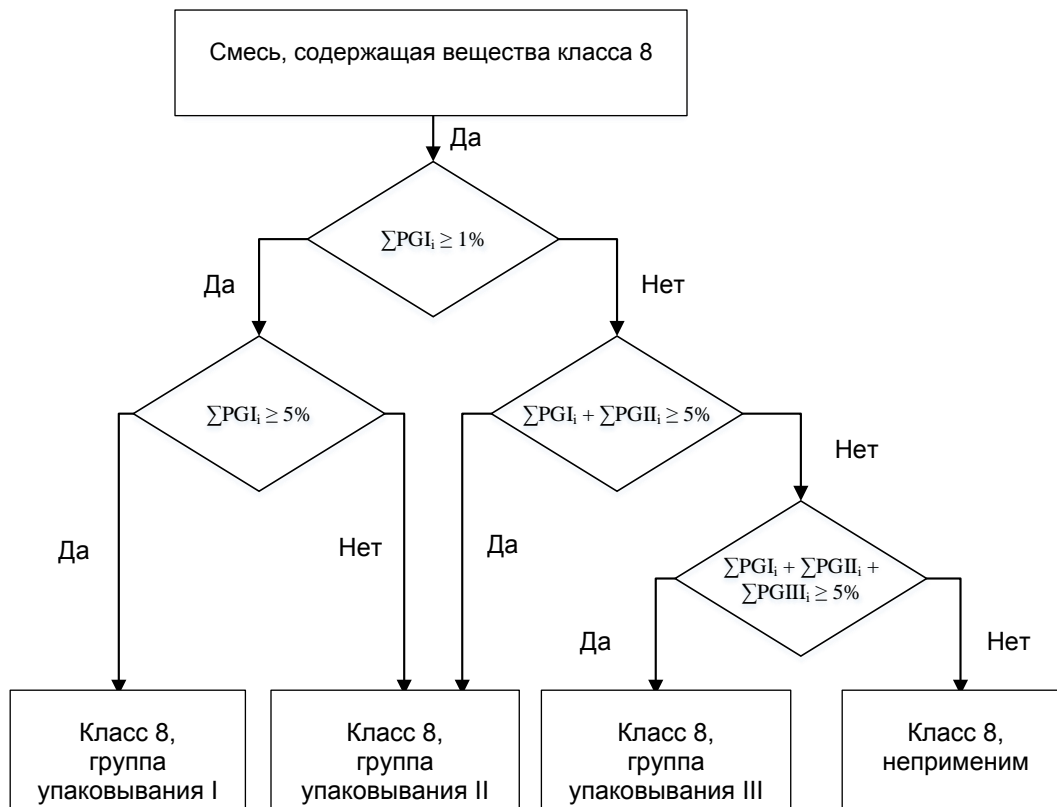 Смесь, содержащая вещества класса 8
Да
∑PGIᵢ ≥ 1%
Да
Нет
∑PGIᵢ ≥ 5%
∑PGIᵢ + ∑PGIIᵢ ≥ 5%
Нет
Да
Нет
Да
∑PGIᵢ + ∑PGIIᵢ +
∑PGIIIᵢ ≥ 5%
Да
Нет
Класс 8,
группа
упаковывания I
Класс 8,
группа
упаковывания II
Класс 8,
группа
упаковывания III
Класс 8,
неприменим